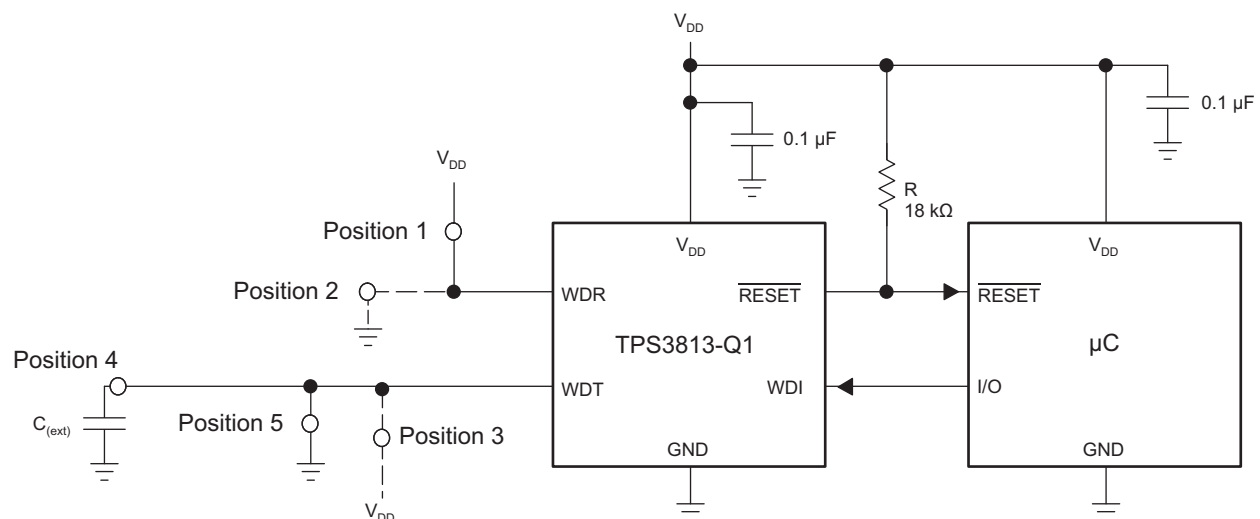 V_DD
0.1 µF
0.1 µF
V_DD
R
18 kΩ
Position 1
V_DD
V_DD
Position 2
WDR
RESET
RESET
TPS3813-Q1
µC
Position 4
WDT
WDI
I/O
C_(ext)
Position 5
Position 3
GND
GND
V_DD